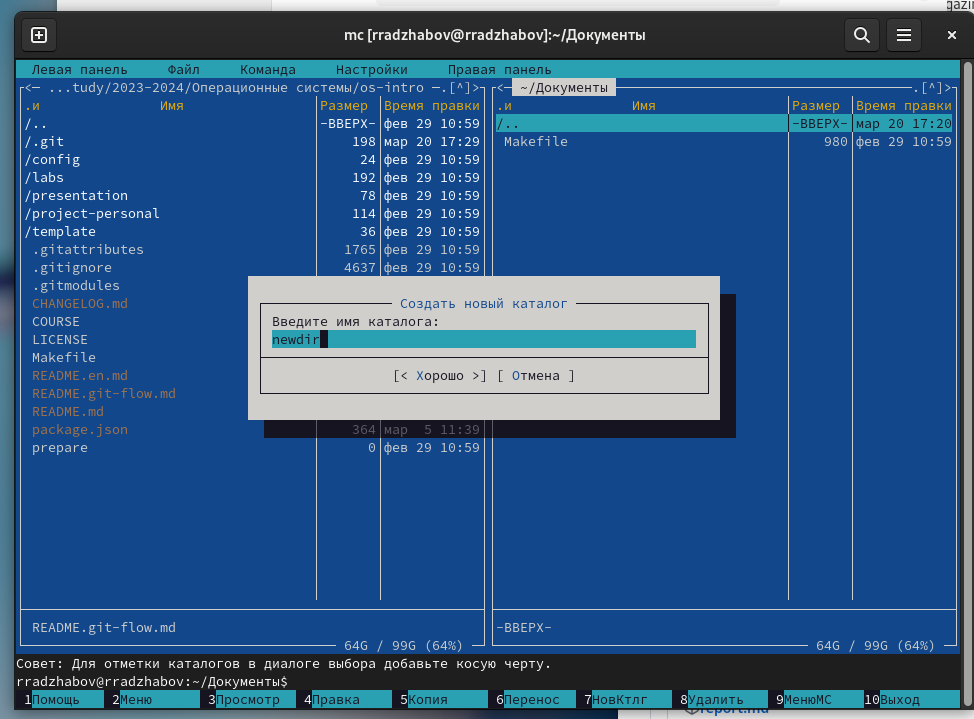 mc [rradzhabov@rradzhabov]:~/Документы
Левая панель Файл Команда Настройки Правая панель
<— ...tudy/2023-2024/Операционные системы/os-intro —.[^]>
.и Имя Размер Время правки
/.. -ВВЕРХ- фев 29 10:59
/.git 198 мар 20 17:29
/config 24 фев 29 10:59
/labs 192 фев 29 10:59
/presentation 78 фев 29 10:59
/project-personal 114 фев 29 10:59
/template 36 фев 29 10:59
.gitattributes 1765 фев 29 10:59
.gitignore 4637 фев 29 10:59
.gitmodules
CHANGELOG.md
COURSE
LICENSE
Makefile
README.en.md
README.git-flow.md
README.md
package.json 364 мар 5 11:39
prepare 0 фев 29 10:59
README.git-flow.md
64G / 99G (64%)
<— ~/Документы .[^]>
.и Имя Размер Время правки
/.. -ВВЕРХ- мар 20 17:20
Makefile 980 фев 29 10:59
-ВВЕРХ-
64G / 99G (64%)
Создать новый каталог
Введите имя каталога:
newdir
[< Хорошо >] [ Отмена ]
Совет: Для отметки каталогов в диалоге выбора добавьте косую черту.
rradzhabov@rradzhabov:~/Документы$
1Помощь 2Меню 3Просмотр 4Правка 5Копия 6Перенос 7НовКтлг 8Удалить 9МенюМС 10Выход